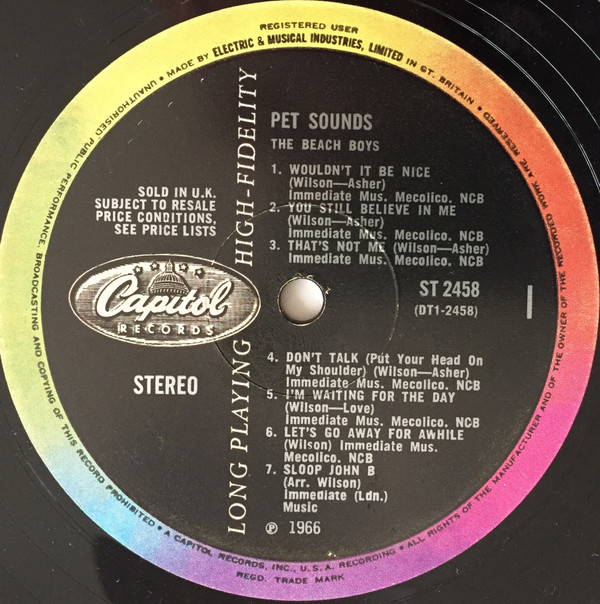 REGISTERED USER
UNAUTHORISED PUBLIC PERFORMANCE, BROADCASTING AND COPYING OF THIS RECORD PROHIBITED • MADE BY ELECTRIC & MUSICAL INDUSTRIES, LIMITED IN GT. BRITAIN • ALL RIGHTS OF THE MANUFACTURER AND OF THE OWNER OF THE RECORDED WORK ARE RESERVED
LONG PLAYING HIGH-FIDELITY
PET SOUNDS
THE BEACH BOYS
1. WOULDN'T IT BE NICE
(Wilson—Asher)
Immediate Mus. Mecolico. NCB
2. YOU STILL BELIEVE IN ME
(Wilson—Asher)
Immediate Mus. Mecolico. NCB
3. THAT'S NOT ME (Wilson—Asher)
Immediate Mus. Mecolico. NCB
SOLD IN U.K.
SUBJECT TO RESALE
PRICE CONDITIONS,
SEE PRICE LISTS
Capitol
RECORDS
STEREO
ST 2458
(DT1-2458)
1
4. DON'T TALK (Put Your Head On
My Shoulder) (Wilson—Asher)
Immediate Mus. Mecolico. NCB
5. I'M WAITING FOR THE DAY
(Wilson—Love)
Immediate Mus. Mecolico. NCB
6. LET'S GO AWAY FOR AWHILE
(Wilson) Immediate Mus.
Mecolico. NCB
7. SLOOP JOHN B
(Arr. Wilson)
Immediate (Ldn.)
Music
℗ 1966
• A CAPITOL RECORDS, INC., U.S.A. RECORDING •
REGD. TRADE MARK